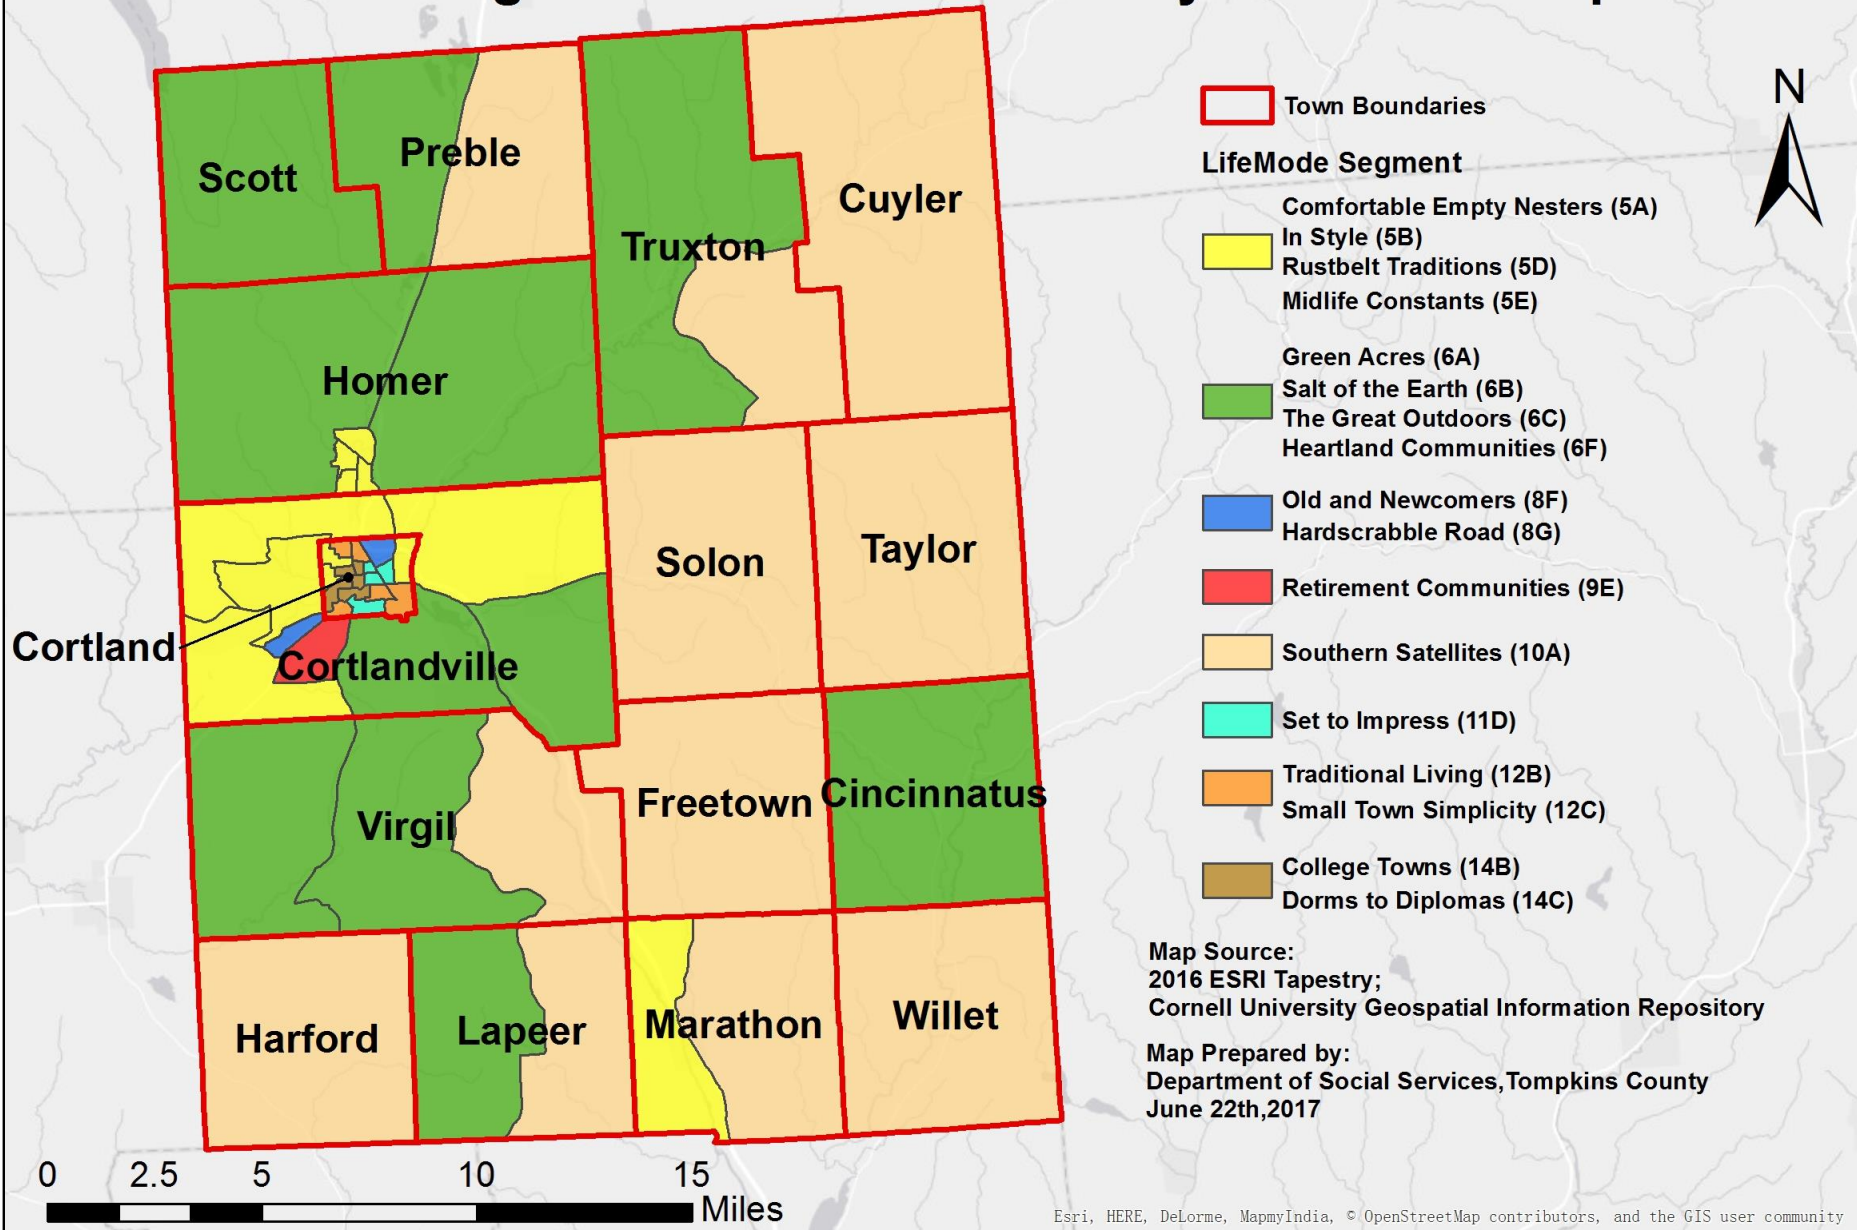 Scott
Preble
Truxton
Cuyler
Homer
Solon
Taylor
Cortland
Cortlandville
Virgil
Freetown
Cincinnatus
Harford
Lapeer
Marathon
Willet
0 2.5 5 10 15
Miles
N
Town Boundaries
LifeMode Segment
Comfortable Empty Nesters (5A)
In Style (5B)
Rustbelt Traditions (5D)
Midlife Constants (5E)
Green Acres (6A)
Salt of the Earth (6B)
The Great Outdoors (6C)
Heartland Communities (6F)
Old and Newcomers (8F)
Hardscrabble Road (8G)
Retirement Communities (9E)
Southern Satellites (10A)
Set to Impress (11D)
Traditional Living (12B)
Small Town Simplicity (12C)
College Towns (14B)
Dorms to Diplomas (14C)
Map Source:
2016 ESRI Tapestry;
Cornell University Geospatial Information Repository
Map Prepared by:
Department of Social Services,Tompkins County
June 22th,2017
Esri, HERE, DeLorme, MapmyIndia, © OpenStreetMap contributors, and the GIS user community